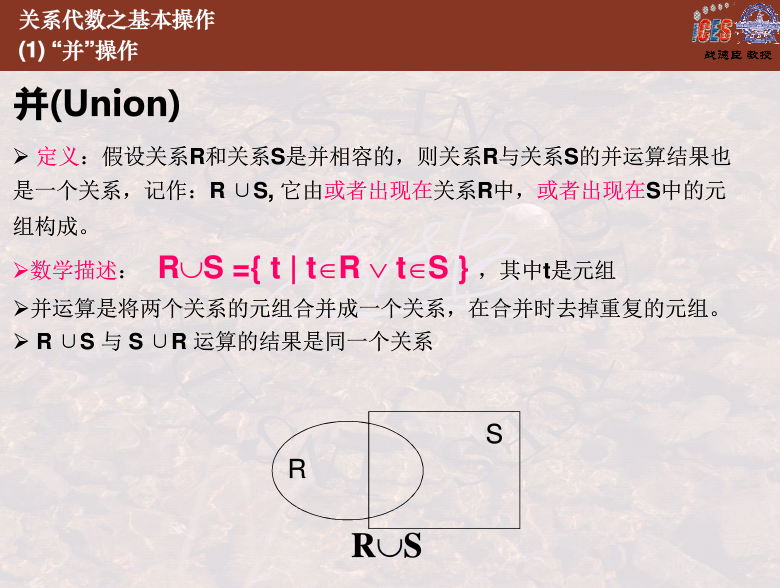 关系代数之基本操作
(1) “并”操作
ICES
战德臣 教授
并(Union)
➢ 定义：假设关系R和关系S是并相容的，则关系R与关系S的并运算结果也
是一个关系，记作：R ∪S, 它由或者出现在关系R中，或者出现在S中的元
组构成。
➢数学描述： R∪S ={ t | t∈R ∨ t∈S } ，其中t是元组
➢并运算是将两个关系的元组合并成一个关系，在合并时去掉重复的元组。
➢ R ∪S 与 S ∪R 运算的结果是同一个关系
S
R
R∪S